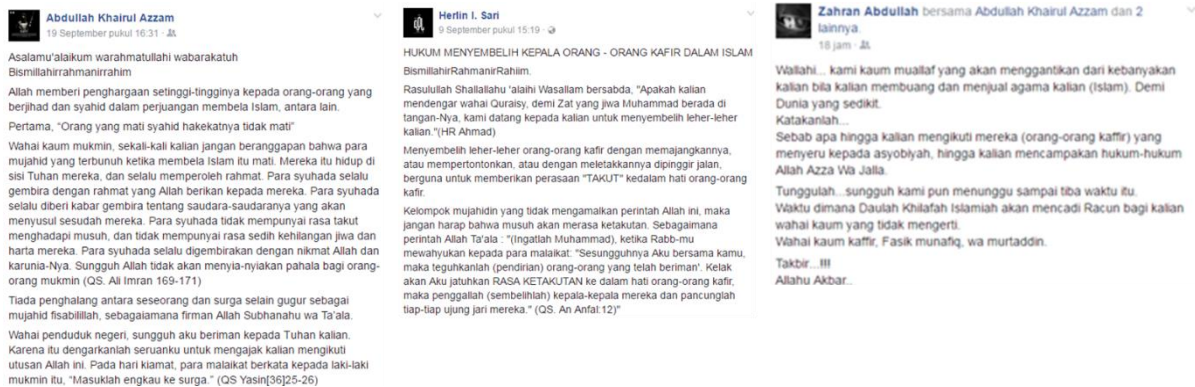 Abdullah Khairul Azzam
19 September pukul 16:31 ·
Asalamu'alaikum warahmatullahi wabarakatuh
Bismillahirrahmanirrahim
Allah memberi penghargaan setinggi-tingginya kepada orang-orang yang
berjihad dan syahid dalam perjuangan membela Islam, antara lain.
Pertama, “Orang yang mati syahid hakekatnya tidak mati”
Wahai kaum mukmin, sekali-kali kalian jangan beranggapan bahwa para
mujahid yang terbunuh ketika membela Islam itu mati. Mereka itu hidup di
sisi Tuhan mereka, dan selalu memperoleh rahmat. Para syuhada selalu
gembira dengan rahmat yang Allah berikan kepada mereka. Para syuhada
selalu diberi kabar gembira tentang saudara-saudaranya yang akan
menyusul sesudah mereka. Para syuhada tidak mempunyai rasa takut
menghadapi musuh, dan tidak mempunyai rasa sedih kehilangan jiwa dan
harta mereka. Para syuhada selalu digembirakan dengan nikmat Allah dan
karunia-Nya. Sungguh Allah tidak akan menyia-nyiakan pahala bagi orang-
orang mukmin (QS. Ali Imran 169-171)
Tiada penghalang antara seseorang dan surga selain gugur sebagai
mujahid fisabilillah, sebagaiamana firman Allah Subhanahu wa Ta'ala.
Wahai penduduk negeri, sungguh aku beriman kepada Tuhan kalian.
Karena itu dengarkanlah seruanku untuk mengajak kalian mengikuti
utusan Allah ini. Pada hari kiamat, para malaikat berkata kepada laki-laki
mukmin itu, “Masuklah engkau ke surga.” (QS Yasin[36]25-26)
Herlin I. Sari
9 September pukul 15:19 ·
HUKUM MENYEMBELIH KEPALA ORANG - ORANG KAFIR DALAM ISLAM
BismillahirRahmanirRahiim.
Rasulullah Shallallahu 'alaihi Wasallam bersabda, "Apakah kalian
mendengar wahai Quraisy, demi Zat yang jiwa Muhammad berada di
tangan-Nya, kami datang kepada kalian untuk menyembelih leher-leher
kalian."(HR Ahmad)
Menyembelih leher-leher orang-orang kafir dengan memajangkannya,
atau mempertontonkan, atau dengan meletakkannya dipinggir jalan,
berguna untuk memberikan perasaan "TAKUT" kedalam hati orang-orang
kafir.
Kelompok mujahidin yang tidak mengamalkan perintah Allah ini, maka
jangan harap bahwa musuh akan merasa ketakutan. Sebagaimana
perintah Allah Ta'ala : "(Ingatlah Muhammad), ketika Rabb-mu
mewahyukan kepada para malaikat: "Sesungguhnya Aku bersama kamu,
maka teguhkanlah (pendirian) orang-orang yang telah beriman'. Kelak
akan Aku jatuhkan RASA KETAKUTAN ke dalam hati orang-orang kafir,
maka penggallah (sembelihlah) kepala-kepala mereka dan pancunglah
tiap-tiap ujung jari mereka." (QS. An Anfal:12)"
Zahran Abdullah bersama Abdullah Khairul Azzam dan 2
lainnya.
18 jam ·
Wallahi... kami kaum muallaf yang akan menggantikan dari kebanyakan
kalian bila kalian membuang dan menjual agama kalian (Islam). Demi
Dunia yang sedikit.
Katakanlah...
Sebab apa hingga kalian mengikuti mereka (orang-orang kaffir) yang
menyeru kepada asyobiyah, hingga kalian mencampakan hukum-hukum
Allah Azza Wa Jalla.
Tunggulah...sungguh kami pun menunggu sampai tiba waktu itu.
Waktu dimana Daulah Khilafah Islamiah akan mencadi Racun bagi kalian
wahai kaum yang tidak mengerti.
Wahai kaum kaffir, Fasik munafiq, wa murtaddin.
Takbir...!!!
Allahu Akbar..